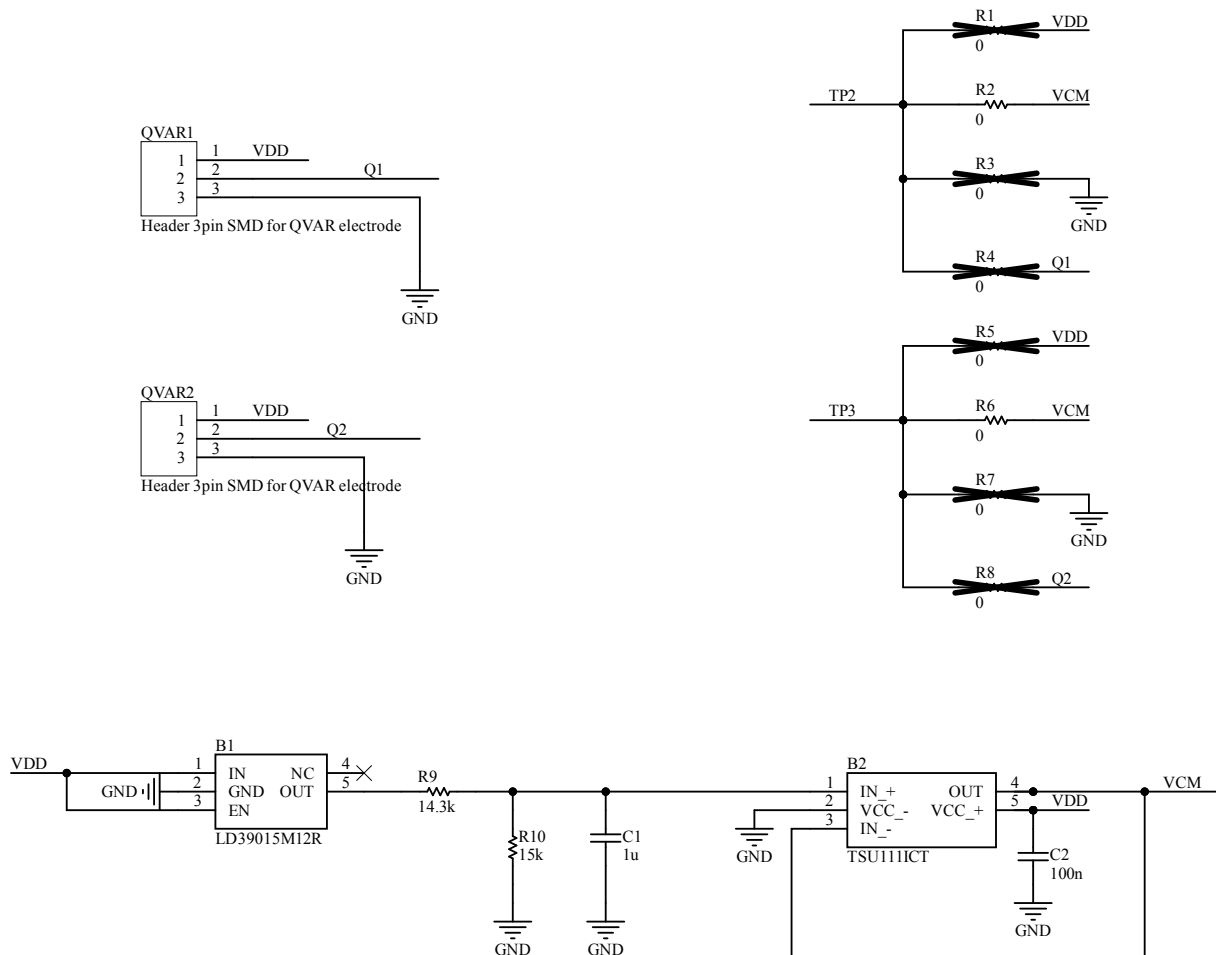 QVAR1
1 1 VDD
2 2 Q1
3 3
Header 3pin SMD for QVAR electrode
GND
QVAR2
1 1 VDD
2 2 Q2
3 3
Header 3pin SMD for QVAR electrode
GND
R1 VDD
0
TP2 R2 VCM
0
R3
0
GND
R4 Q1
0
R5 VDD
0
TP3 R6 VCM
0
R7
0
GND
R8 Q2
0
B1
VDD 1 IN NC 4
GND 2 GND OUT 5
3 EN
LD39015M12R
R9
14.3k
R10
15k
GND
C1
1u
GND
B2
1 IN_+ OUT 4 VCM
2 VCC_- VCC_+ 5 VDD
3 IN_-
GND
TSU111ICT
C2
100n
GND